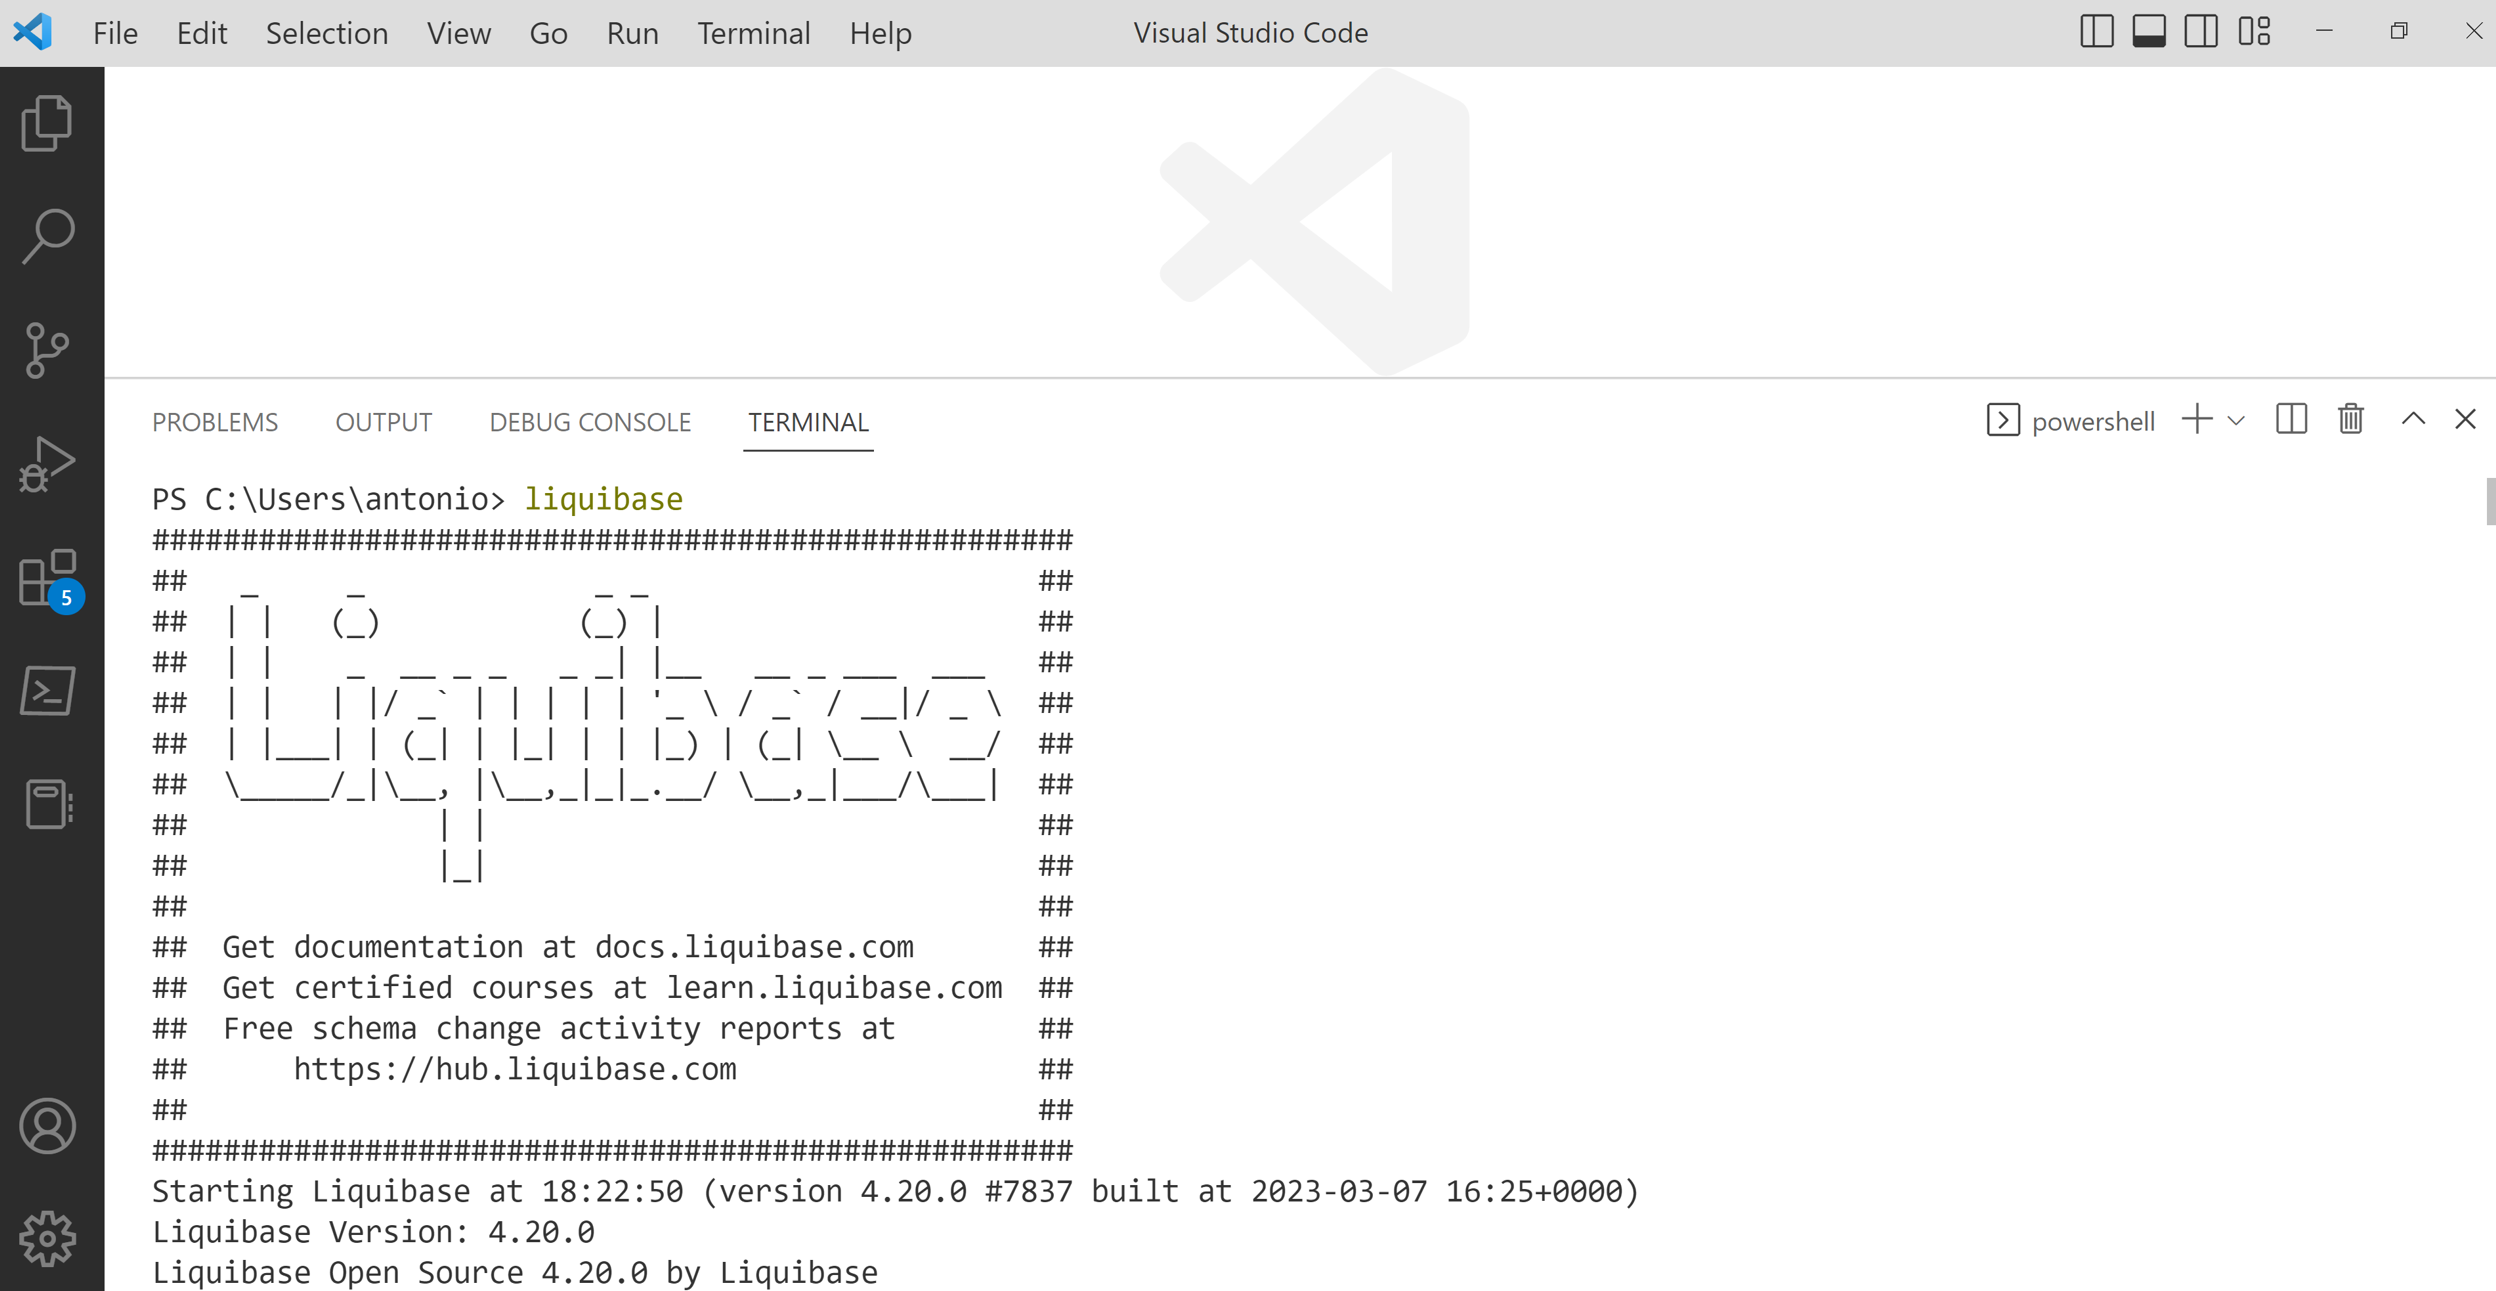 File Edit Selection View Go Run Terminal Help Visual Studio Code
PROBLEMS OUTPUT DEBUG CONSOLE TERMINAL powershell
PS C:\Users\antonio> liquibase
####################################################
##   _     _             _ _                      ##
##  | |   (_)           (_) |                     ##
##  | |    _  __ _ _   _ _| |__   __ _ ___  ___   ##
##  | |   | |/ _` | | | | | '_ \ / _` / __|/ _ \  ##
##  | |___| | (_| | |_| | | |_) | (_| \__ \  __/  ##
##  \_____/_|\__, |\__,_|_|_.__/ \__,_|___/\___|  ##
##              | |                               ##
##              |_|                               ##
##                                                ##
##  Get documentation at docs.liquibase.com       ##
##  Get certified courses at learn.liquibase.com  ##
##  Free schema change activity reports at        ##
##      https://hub.liquibase.com                 ##
##                                                ##
####################################################
Starting Liquibase at 18:22:50 (version 4.20.0 #7837 built at 2023-03-07 16:25+0000)
Liquibase Version: 4.20.0
Liquibase Open Source 4.20.0 by Liquibase
5